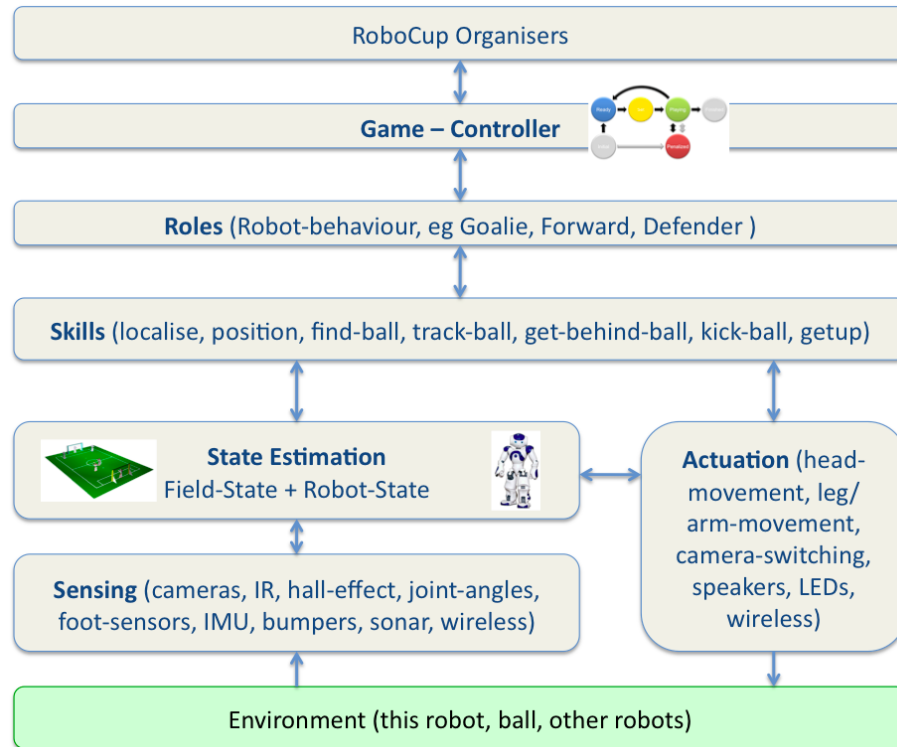 RoboCup Organisers
Game – Controller
Ready
Playing
Penalized
Roles (Robot-behaviour, eg Goalie, Forward, Defender )
Skills (localise, position, find-ball, track-ball, get-behind-ball, kick-ball, getup)
State Estimation
Field-State + Robot-State
Actuation (head-
movement, leg/
arm-movement,
camera-switching,
speakers, LEDs,
wireless)
Sensing (cameras, IR, hall-effect, joint-angles,
foot-sensors, IMU, bumpers, sonar, wireless)
Environment (this robot, ball, other robots)